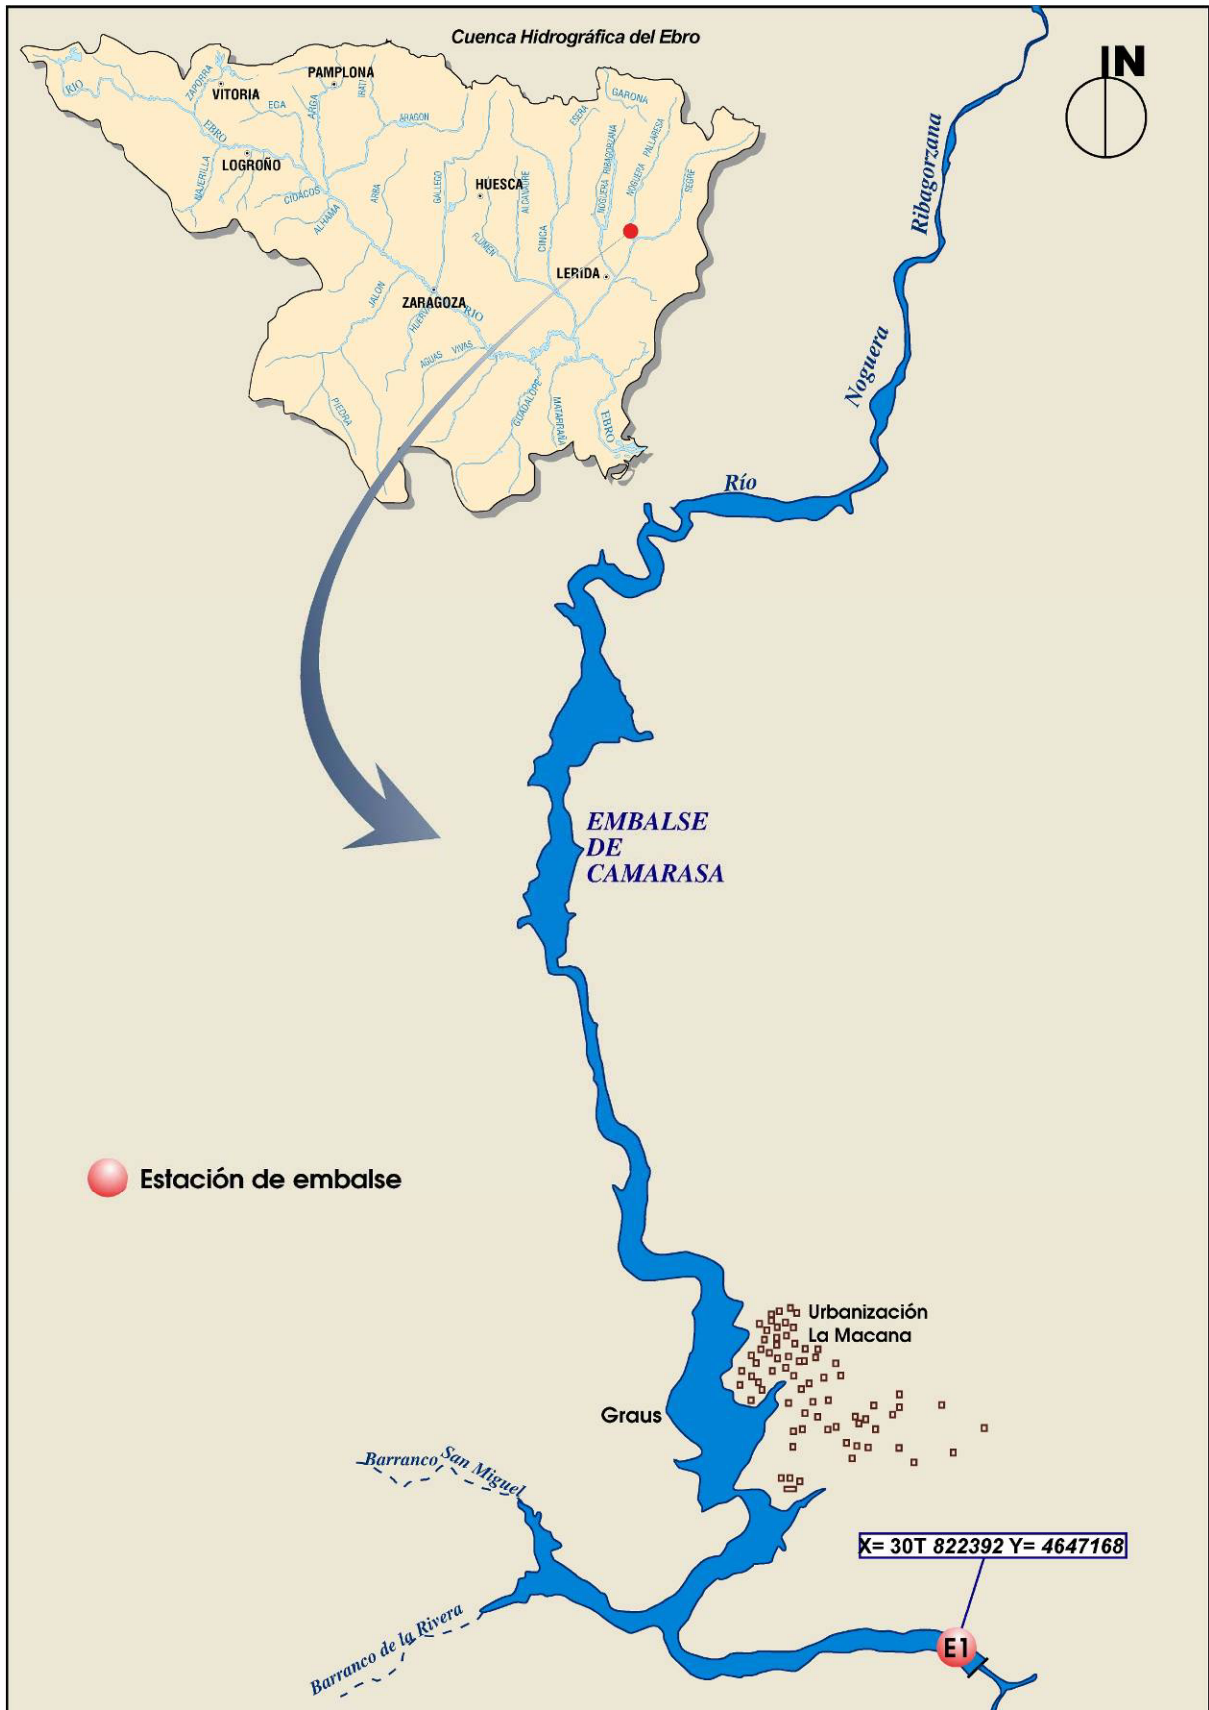 Cuenca Hidrográfica del Ebro
N
PAMPLONA
VITORIA
LOGROÑO
HUESCA
LERIDA
ZARAGOZA
RIO
EBRO
ZAPORRA
EGA
ARGA
IRATI
ARAGON
NAJERILLA
CIDACOS
ALHAMA
ARBA
GALLEGO
ALCANADRE
FLUMEN
CINCA
ESERA
GARONA
NOGUERA RIBAGORZANA
NOGUERA PALLARESA
SEGRE
JALON
HUERVA
RIO
AGUAS VIVAS
PIEDRA
GUADALOPE
MATARRAÑA
EBRO
Ribagorzana
Noguera
Río
EMBALSE
DE
CAMARASA
Estación de embalse
Urbanización
La Macana
Graus
Barranco San Miguel
Barranco de la Rivera
X= 30T 822392 Y= 4647168
E1